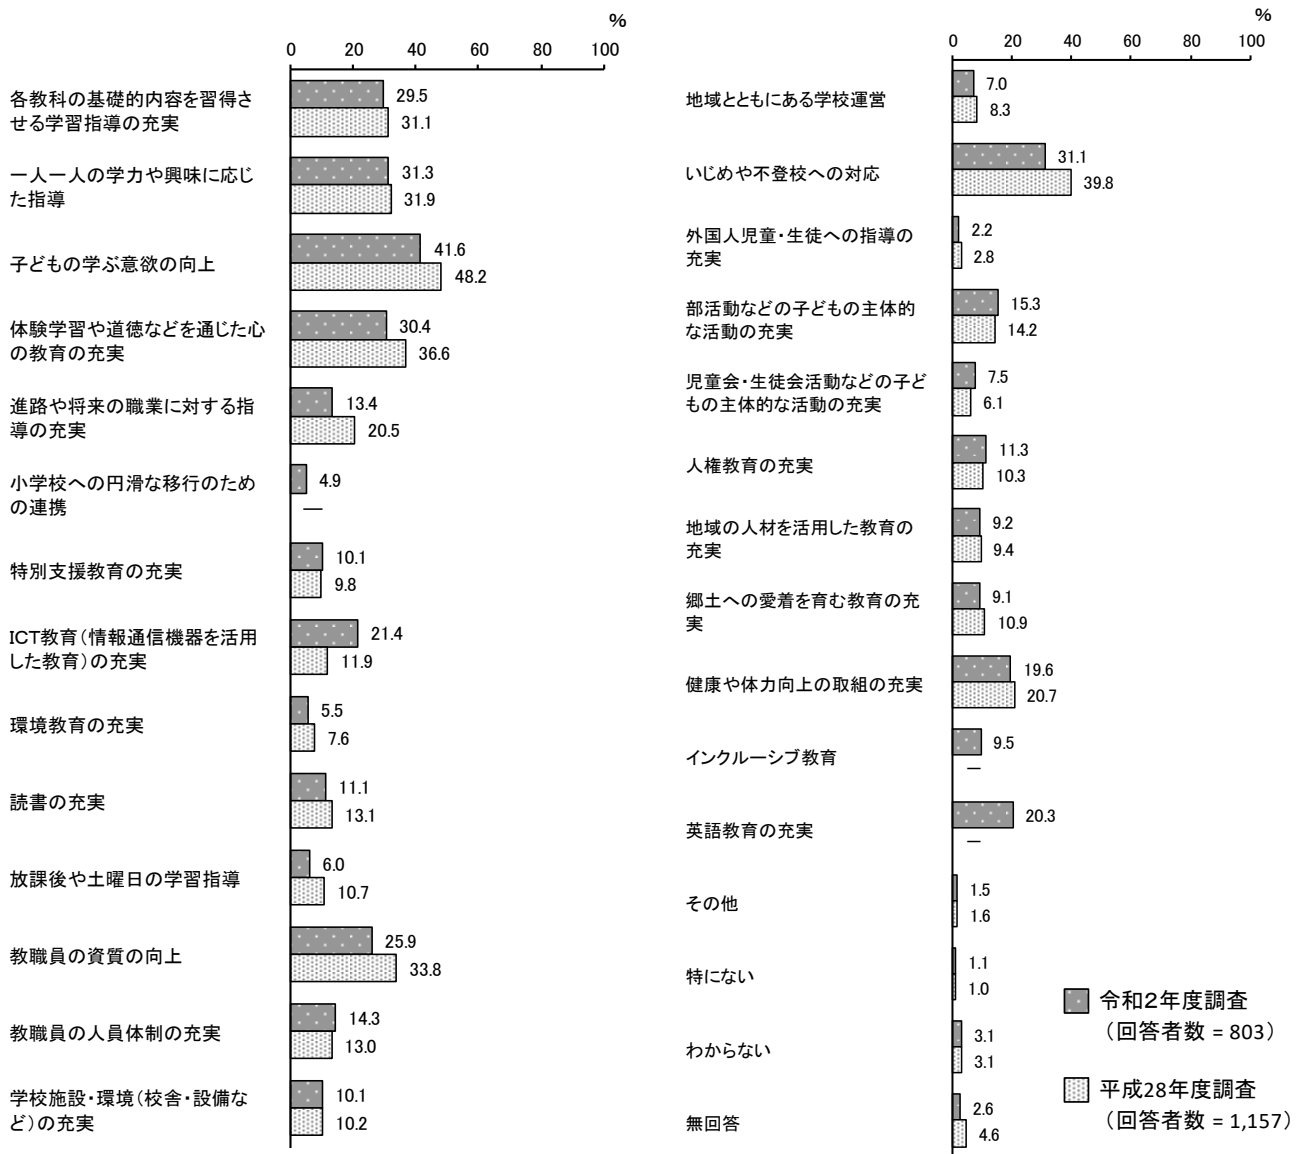 %
0 20 40 60 80 100
各教科の基礎的内容を習得さ
せる学習指導の充実
29.5
31.1
一人一人の学力や興味に応じ
た指導
31.3
31.9
子どもの学ぶ意欲の向上
41.6
48.2
体験学習や道徳などを通じた心
の教育の充実
30.4
36.6
進路や将来の職業に対する指
導の充実
13.4
20.5
小学校への円滑な移行のため
の連携
4.9
―
特別支援教育の充実
10.1
9.8
ICT教育(情報通信機器を活用
した教育)の充実
21.4
11.9
環境教育の充実
5.5
7.6
読書の充実
11.1
13.1
放課後や土曜日の学習指導
6.0
10.7
教職員の資質の向上
25.9
33.8
教職員の人員体制の充実
14.3
13.0
学校施設・環境(校舎・設備な
ど)の充実
10.1
10.2
%
0 20 40 60 80 100
地域とともにある学校運営
7.0
8.3
いじめや不登校への対応
31.1
39.8
外国人児童・生徒への指導の
充実
2.2
2.8
部活動などの子どもの主体的
な活動の充実
15.3
14.2
児童会・生徒会活動などの子ど
もの主体的な活動の充実
7.5
6.1
人権教育の充実
11.3
10.3
地域の人材を活用した教育の
充実
9.2
9.4
郷土への愛着を育む教育の充
実
9.1
10.9
健康や体力向上の取組の充実
19.6
20.7
インクルーシブ教育
9.5
―
英語教育の充実
20.3
―
その他
1.5
1.6
特にない
1.1
1.0
わからない
3.1
3.1
無回答
2.6
4.6
令和2年度調査
(回答者数 = 803)
平成28年度調査
(回答者数 = 1,157)